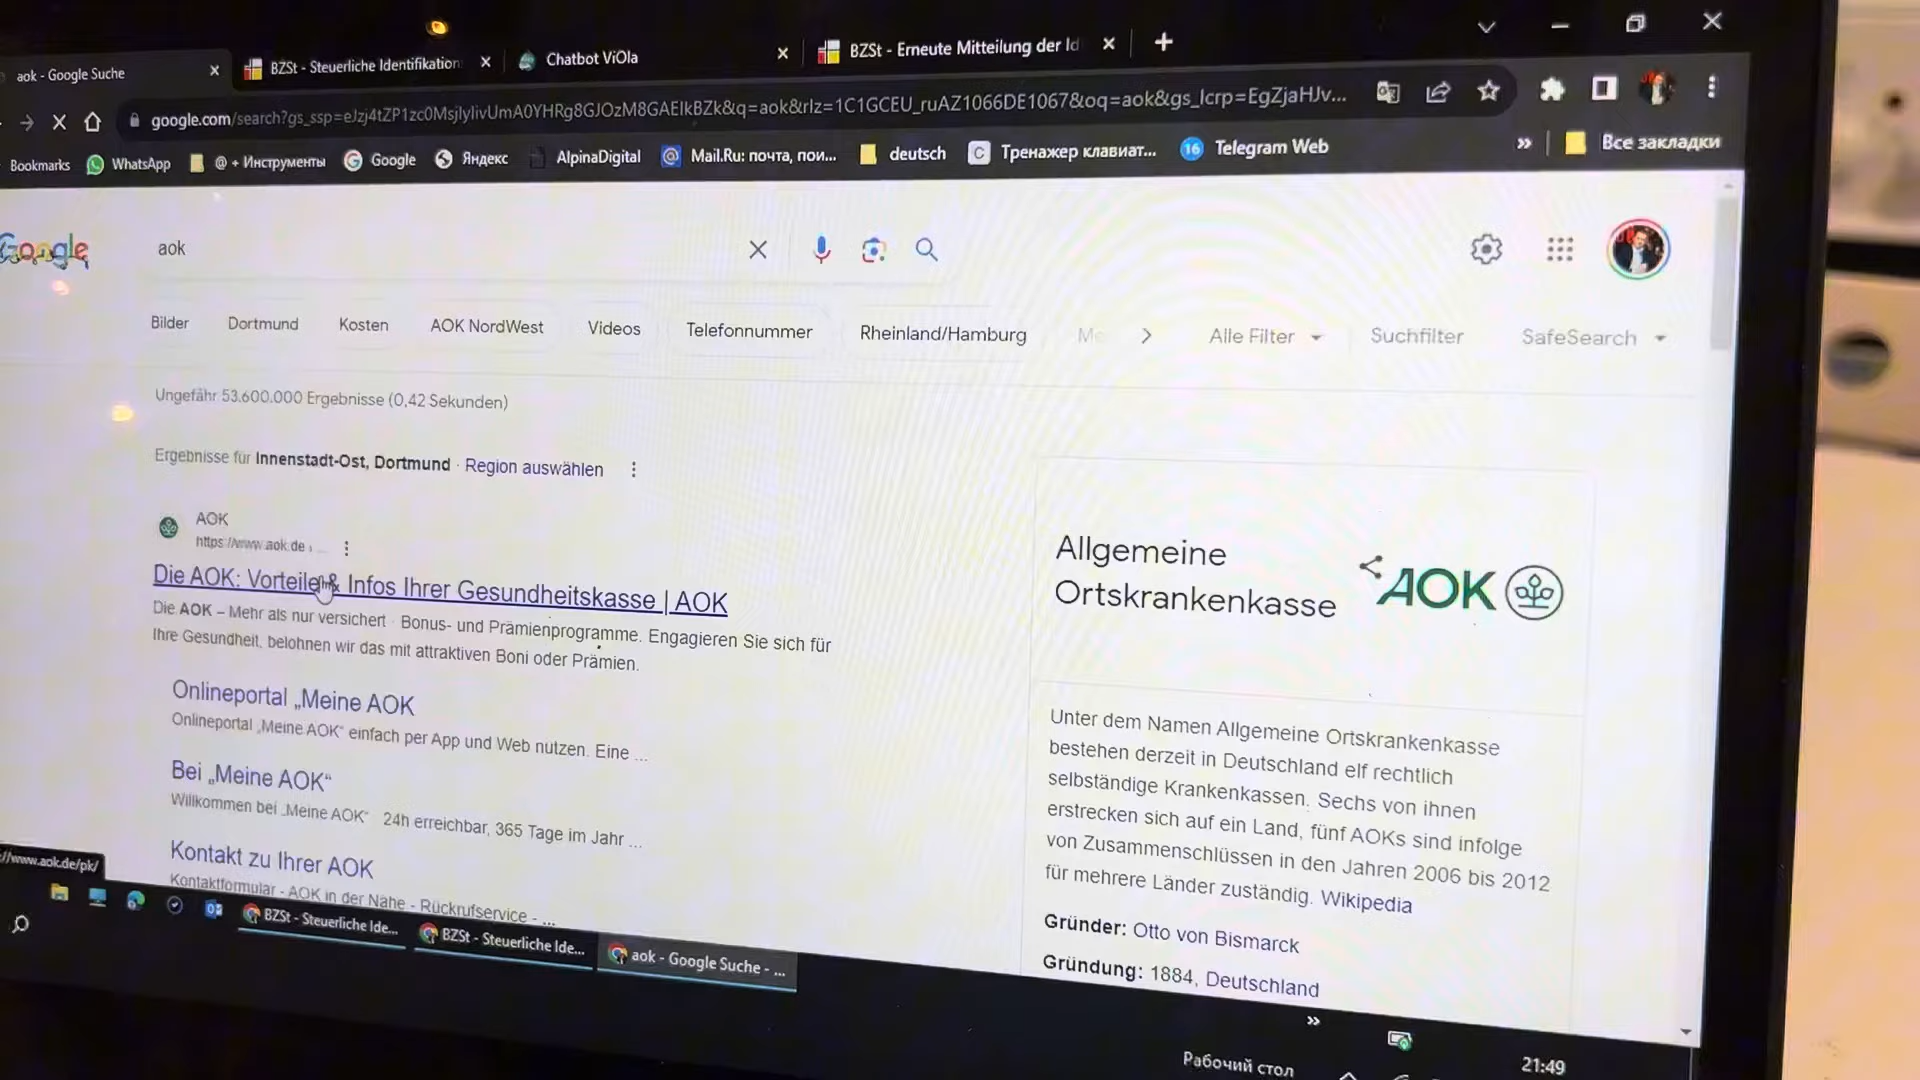 aok - Google Suche
BZSt - Steuerliche Identifikation
Chatbot ViOla
BZSt - Erneute Mitteilung der Id
google.com/search?gs_ssp=eJzj4tZP1zc0MsjlylivUmA0YHRg8GJOzM8GAEIkBZk&q=aok&rlz=1C1GCEU_ruAZ1066DE1067&oq=aok&gs_lcrp=EgZjaHJv...
Bookmarks
WhatsApp
@ + Инструменты
Google
Яндекс
AlpinaDigital
Mail.Ru: почта, пои...
deutsch
Тренажер клавиат...
16
Telegram Web
»
Все закладки
Google
aok
Bilder
Dortmund
Kosten
AOK NordWest
Videos
Telefonnummer
Rheinland/Hamburg
Alle Filter
Suchfilter
SafeSearch
Ungefähr 53.600.000 Ergebnisse (0,42 Sekunden)
Ergebnisse für Innenstadt-Ost, Dortmund · Region auswählen
AOK
https://www.aok.de › ...
Die AOK: Vorteile & Infos Ihrer Gesundheitskasse | AOK
Die AOK – Mehr als nur versichert · Bonus- und Prämienprogramme. Engagieren Sie sich für
Ihre Gesundheit, belohnen wir das mit attraktiven Boni oder Prämien.
Onlineportal „Meine AOK
Onlineportal „Meine AOK“ einfach per App und Web nutzen. Eine ...
Bei „Meine AOK“
Willkommen bei „Meine AOK“ 24h erreichbar, 365 Tage im Jahr ...
Kontakt zu Ihrer AOK
Kontaktformular - AOK in der Nähe - Rückrufservice - ...
Allgemeine
Ortskrankenkasse
AOK
Unter dem Namen Allgemeine Ortskrankenkasse
bestehen derzeit in Deutschland elf rechtlich
selbständige Krankenkassen. Sechs von ihnen
erstrecken sich auf ein Land, fünf AOKs sind infolge
von Zusammenschlüssen in den Jahren 2006 bis 2012
für mehrere Länder zuständig. Wikipedia
Gründer: Otto von Bismarck
Gründung: 1884, Deutschland
://www.aok.de/pk/
BZSt - Steuerliche Ide...
BZSt - Steuerliche Ide...
aok - Google Suche - ...
Рабочий стол
»
21:49